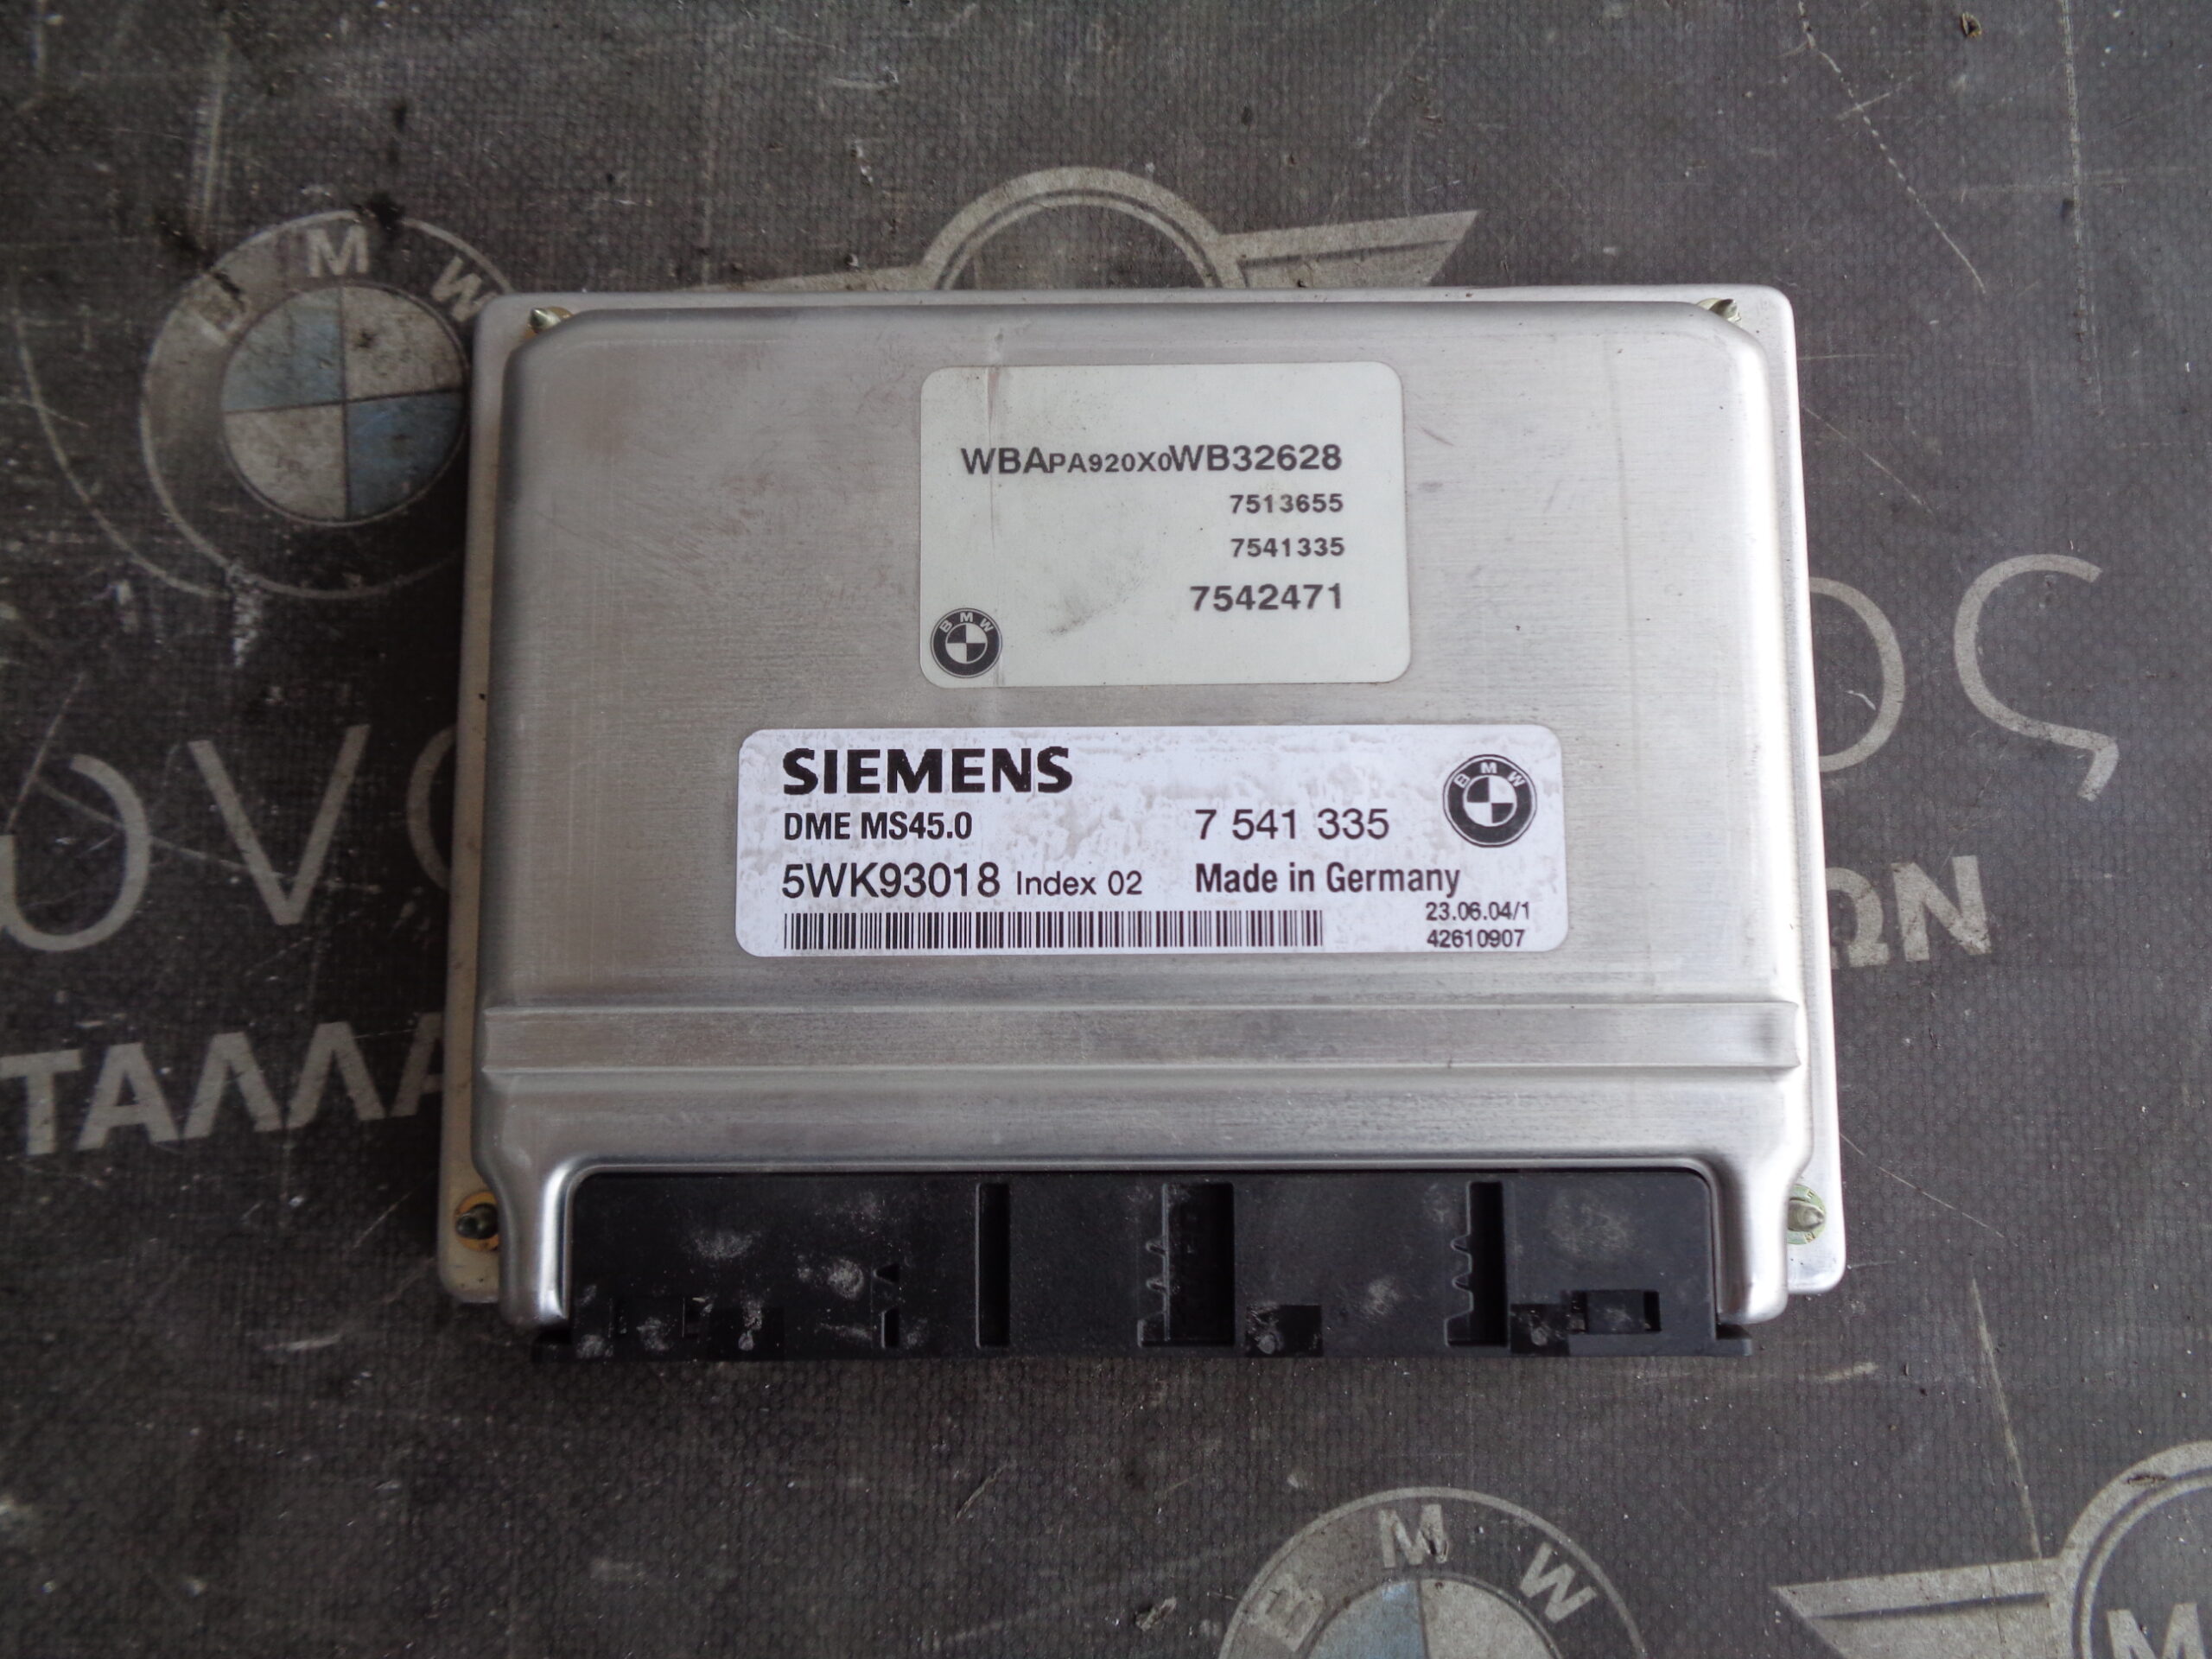 BMW
WBAPA920X0WB32628
7513655
7541335
7542471
BMW
SIEMENS
BMW
DME MS45.0 7 541 335
5WK93018 Index 02 Made in Germany
23.06.04/1
42610907
BMW